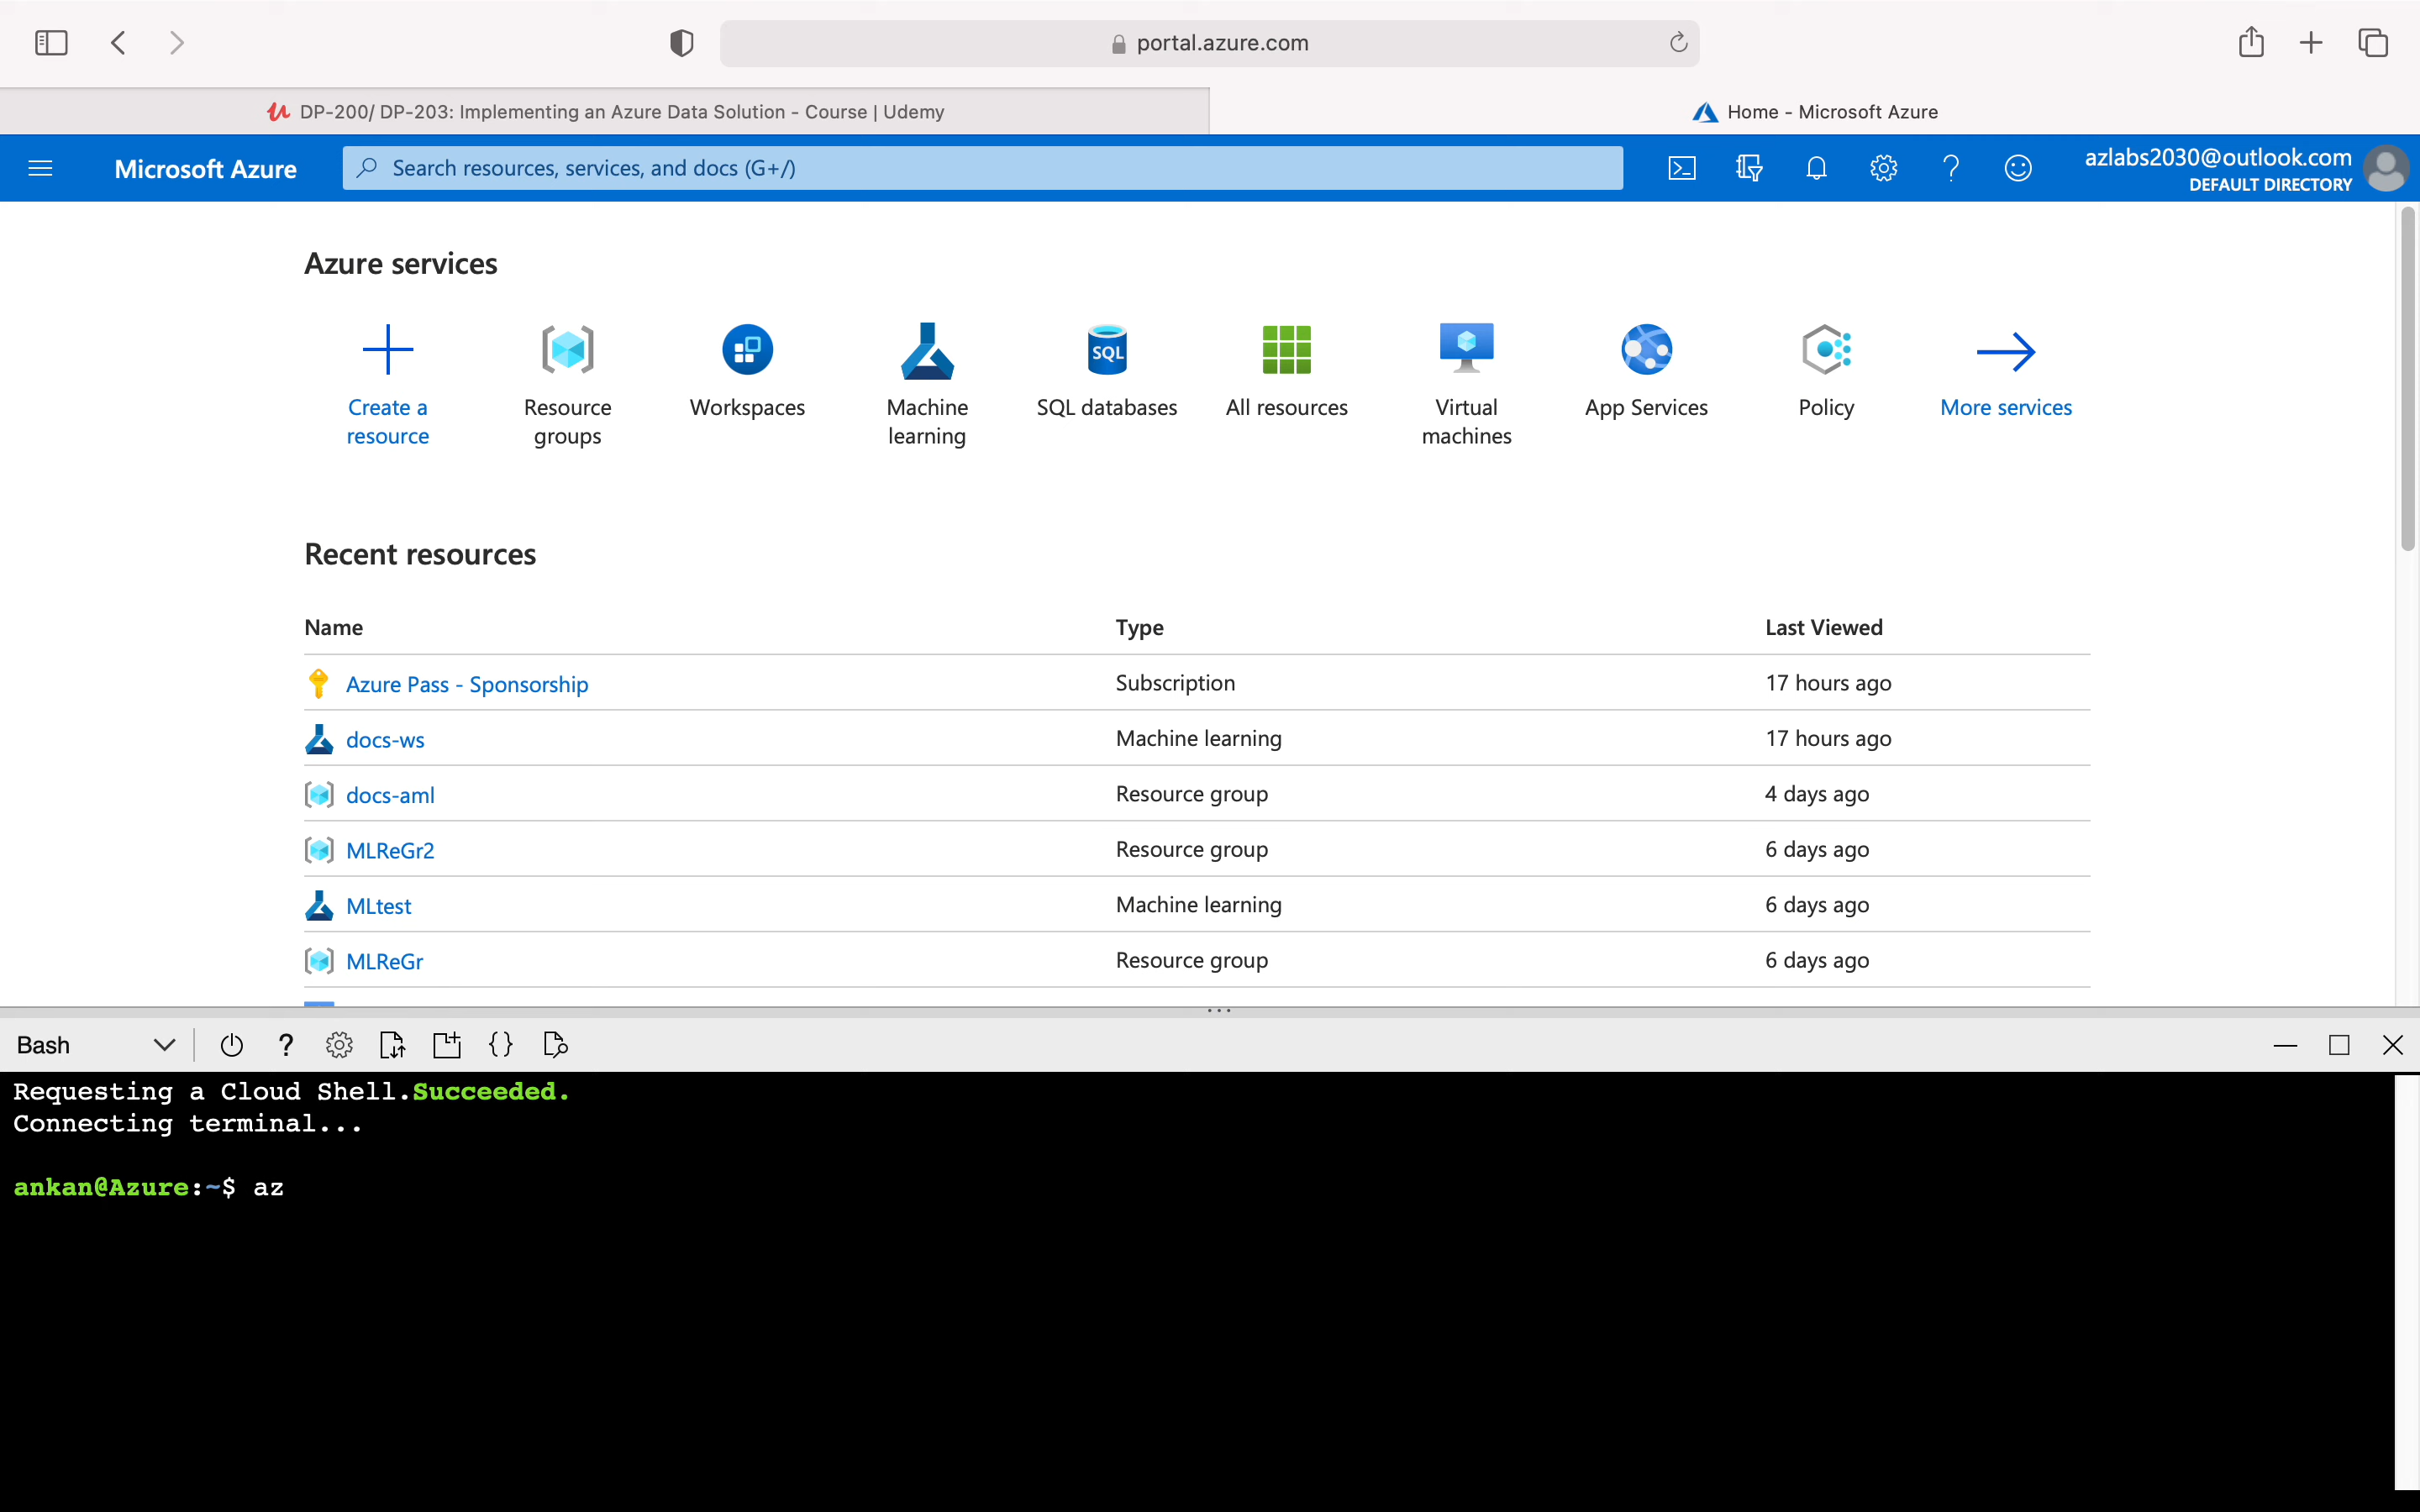 portal.azure.com
DP-200/ DP-203: Implementing an Azure Data Solution - Course | Udemy
Home - Microsoft Azure
Microsoft Azure
Search resources, services, and docs (G+/)
azlabs2030@outlook.com
DEFAULT DIRECTORY
Azure services
Create a resource
Resource groups
Workspaces
Machine learning
SQL
SQL databases
All resources
Virtual machines
App Services
Policy
More services
Recent resources
Name Type Last Viewed
Azure Pass - Sponsorship Subscription 17 hours ago
docs-ws Machine learning 17 hours ago
docs-aml Resource group 4 days ago
MLReGr2 Resource group 6 days ago
MLtest Machine learning 6 days ago
MLReGr Resource group 6 days ago
Bash
Requesting a Cloud Shell.Succeeded.
Connecting terminal...
ankan@Azure:~$ az